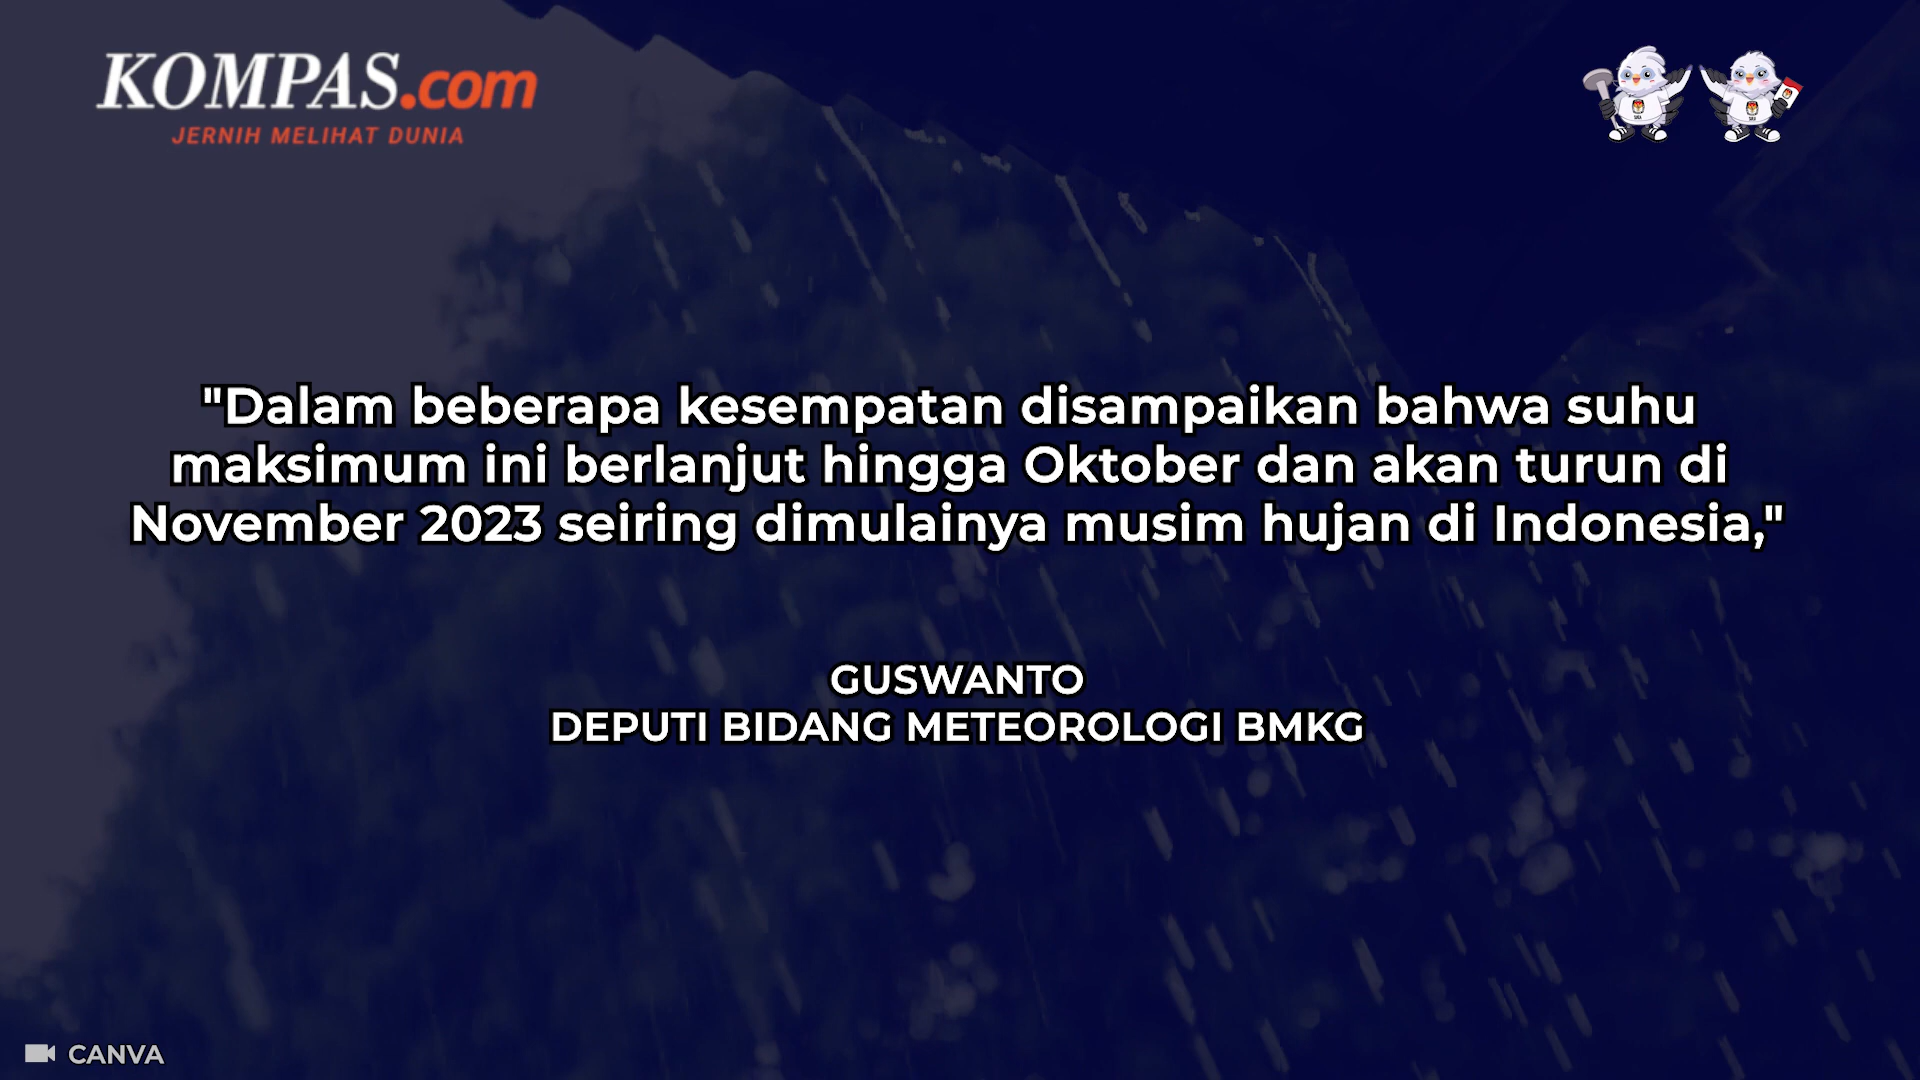 KOMPAS.com
JERNIH MELIHAT DUNIA
"Dalam beberapa kesempatan disampaikan bahwa suhu
maksimum ini berlanjut hingga Oktober dan akan turun di
November 2023 seiring dimulainya musim hujan di Indonesia,"
GUSWANTO
DEPUTI BIDANG METEOROLOGI BMKG
CANVA